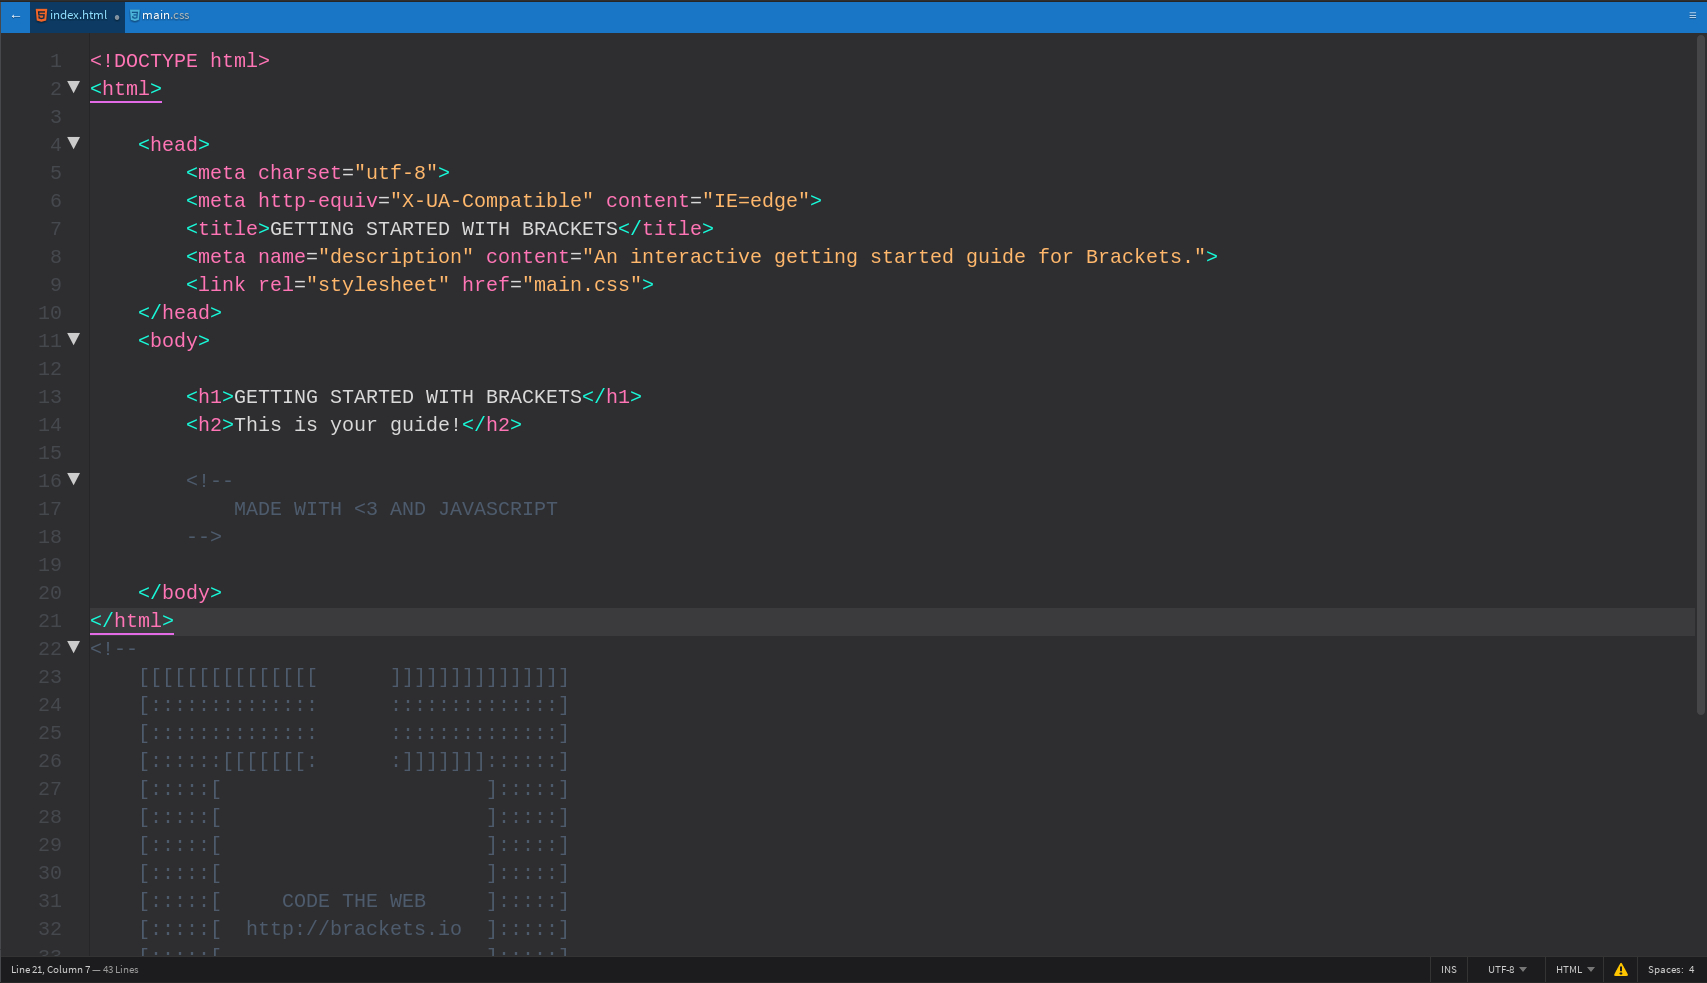 ← index.html • main.css ≡
1 <!DOCTYPE html>
2 ▼ <html>
3
4 ▼     <head>
5         <meta charset="utf-8">
6         <meta http-equiv="X-UA-Compatible" content="IE=edge">
7         <title>GETTING STARTED WITH BRACKETS</title>
8         <meta name="description" content="An interactive getting started guide for Brackets.">
9         <link rel="stylesheet" href="main.css">
10     </head>
11 ▼     <body>
12
13         <h1>GETTING STARTED WITH BRACKETS</h1>
14         <h2>This is your guide!</h2>
15
16 ▼         <!--
17             MADE WITH <3 AND JAVASCRIPT
18         -->
19
20     </body>
21 </html>
22 ▼ <!--
23     [[[[[[[[[[[[[[[      ]]]]]]]]]]]]]]]
24     [::::::::::::::      ::::::::::::::]
25     [::::::::::::::      ::::::::::::::]
26     [::::::[[[[[[[:      :]]]]]]]::::::]
27     [:::::[                      ]:::::]
28     [:::::[                      ]:::::]
29     [:::::[                      ]:::::]
30     [:::::[                      ]:::::]
31     [:::::[     CODE THE WEB     ]:::::]
32     [:::::[  http://brackets.io  ]:::::]
33     [:::::[                      ]:::::]
Line 21, Column 7 — 43 Lines INS UTF-8 HTML Spaces: 4